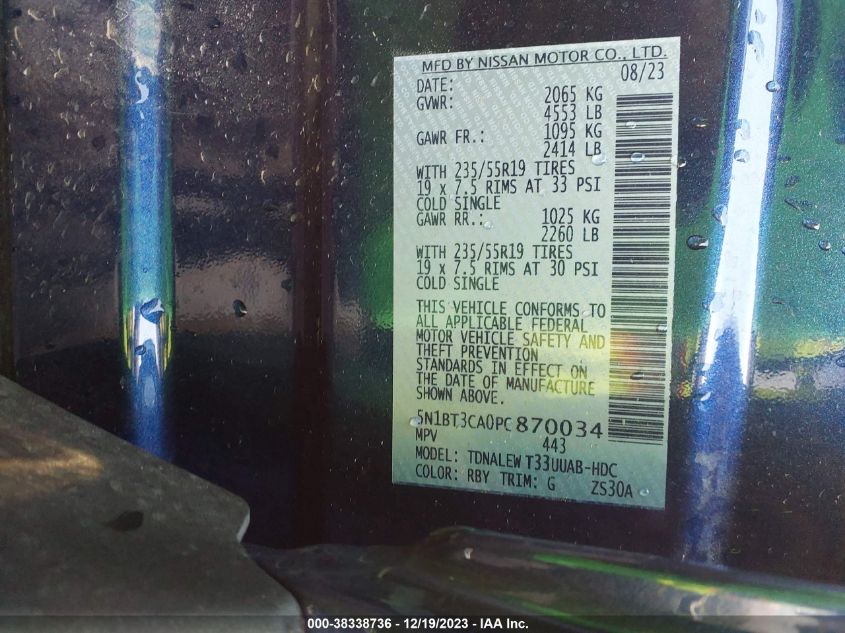 MFD BY NISSAN MOTOR CO., LTD.
DATE: 08/23
GVWR: 2065 KG
4553 LB
GAWR FR.: 1095 KG
2414 LB
WITH 235/55R19 TIRES
19 x 7.5 RIMS AT 33 PSI
COLD SINGLE
GAWR RR.: 1025 KG
2260 LB
WITH 235/55R19 TIRES
19 x 7.5 RIMS AT 30 PSI
COLD SINGLE
THIS VEHICLE CONFORMS TO
ALL APPLICABLE FEDERAL
MOTOR VEHICLE SAFETY AND
THEFT PREVENTION
STANDARDS IN EFFECT ON
THE DATE OF MANUFACTURE
SHOWN ABOVE.
5N1BT3CA0PC870034
MPV 443
MODEL: TDNALEW T33UUAB-HDC
COLOR: RBY TRIM: G ZS30A
000-38338736 - 12/19/2023 - IAA Inc.